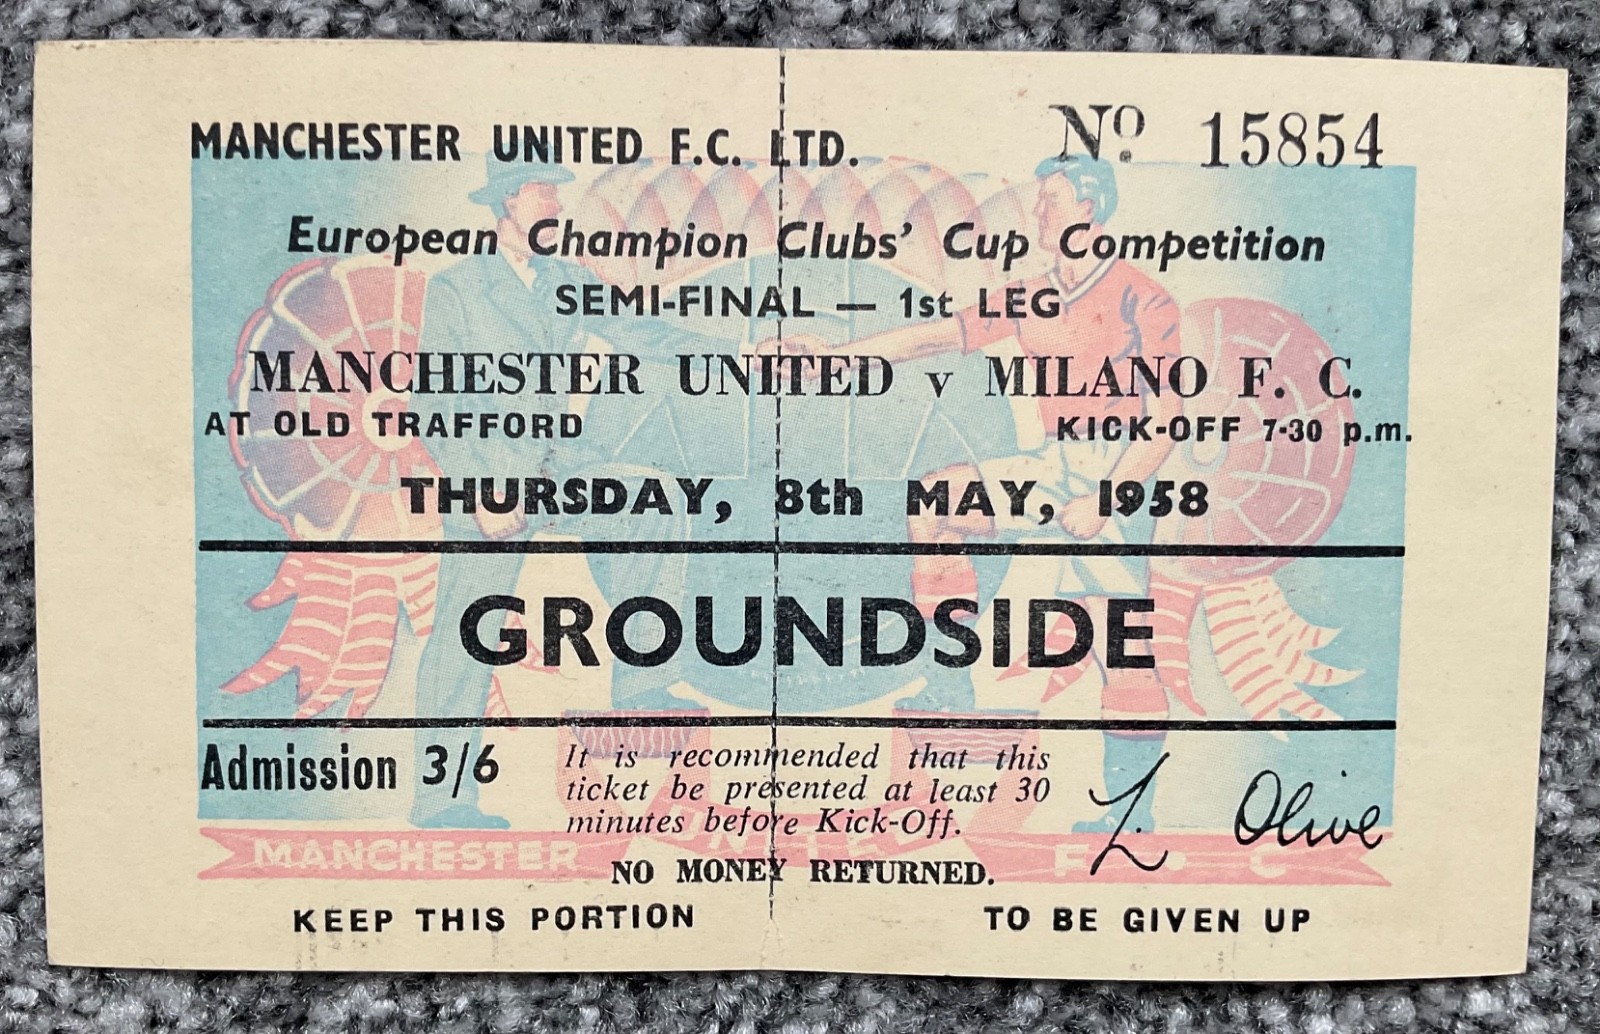 MANCHESTER UNITED F.C. LTD.
Nº 15854
European Champion Clubs' Cup Competition
SEMI-FINAL — 1st LEG
MANCHESTER UNITED v MILANO F. C.
AT OLD TRAFFORD
KICK-OFF 7-30 p.m.
THURSDAY, 8th MAY, 1958
GROUNDSIDE
Admission 3/6
It is recommended that this
ticket be presented at least 30
minutes before Kick-Off.
L. Olive
MANCHESTER UNITED F. C
NO MONEY RETURNED.
KEEP THIS PORTION
TO BE GIVEN UP